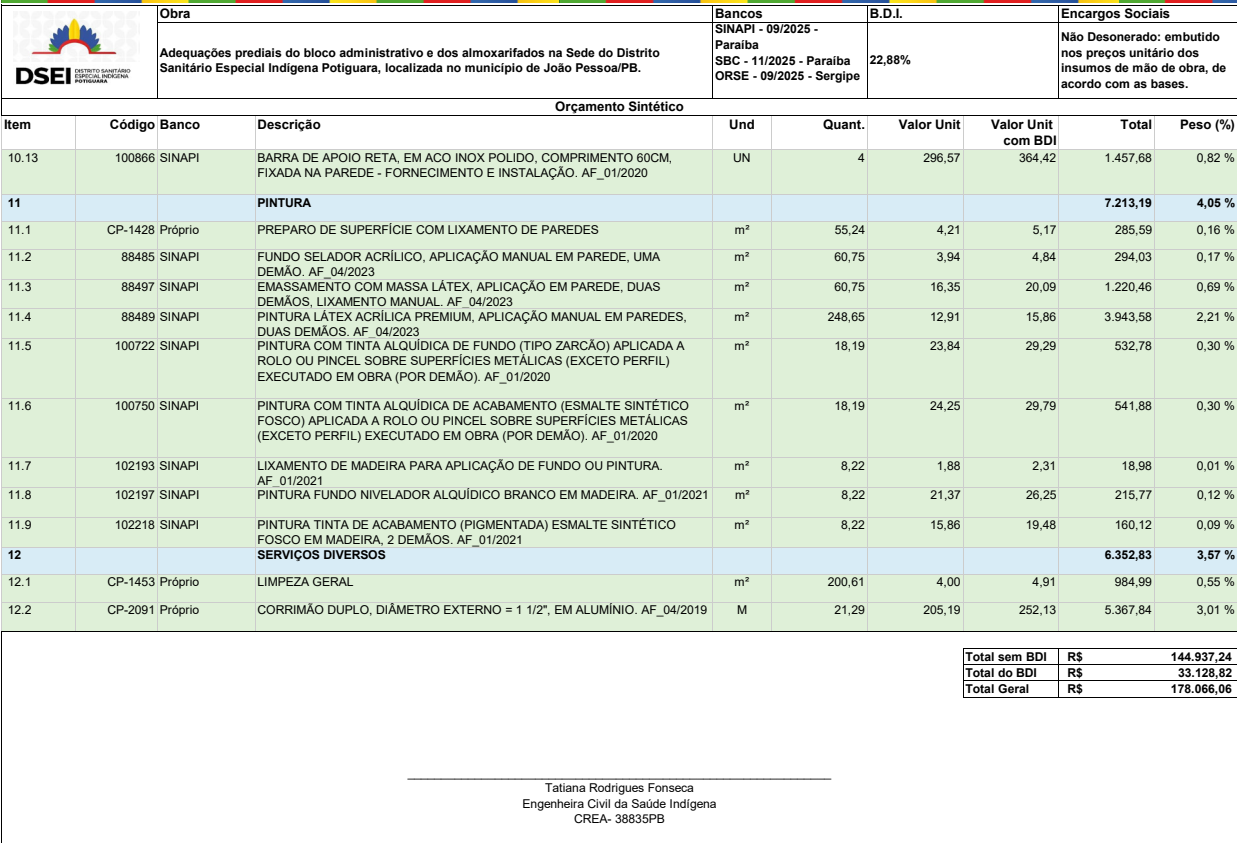 Obra
Bancos
B.D.I.
Encargos Sociais
DSEI DISTRITO SANITÁRIO
ESPECIAL INDÍGENA
POTIGUARA
Adequações prediais do bloco administrativo e dos almoxarifados na Sede do Distrito
Sanitário Especial Indígena Potiguara, localizada no município de João Pessoa/PB.
SINAPI - 09/2025 -
Paraíba
SBC - 11/2025 - Paraíba
ORSE - 09/2025 - Sergipe
22,88%
Não Desonerado: embutido
nos preços unitário dos
insumos de mão de obra, de
acordo com as bases.
Orçamento Sintético
Item Código Banco Descrição Und Quant. Valor Unit Valor Unit Total Peso (%)
com BDI
10.13 100866 SINAPI BARRA DE APOIO RETA, EM ACO INOX POLIDO, COMPRIMENTO 60CM, UN 4 296,57 364,42 1.457,68 0,82 %
FIXADA NA PAREDE - FORNECIMENTO E INSTALAÇÃO. AF_01/2020
11 PINTURA 7.213,19 4,05 %
11.1 CP-1428 Próprio PREPARO DE SUPERFÍCIE COM LIXAMENTO DE PAREDES m² 55,24 4,21 5,17 285,59 0,16 %
11.2 88485 SINAPI FUNDO SELADOR ACRÍLICO, APLICAÇÃO MANUAL EM PAREDE, UMA m² 60,75 3,94 4,84 294,03 0,17 %
DEMÃO. AF_04/2023
11.3 88497 SINAPI EMASSAMENTO COM MASSA LÁTEX, APLICAÇÃO EM PAREDE, DUAS m² 60,75 16,35 20,09 1.220,46 0,69 %
DEMÃOS, LIXAMENTO MANUAL. AF_04/2023
11.4 88489 SINAPI PINTURA LÁTEX ACRÍLICA PREMIUM, APLICAÇÃO MANUAL EM PAREDES, m² 248,65 12,91 15,86 3.943,58 2,21 %
DUAS DEMÃOS. AF_04/2023
11.5 100722 SINAPI PINTURA COM TINTA ALQUÍDICA DE FUNDO (TIPO ZARCÃO) APLICADA A m² 18,19 23,84 29,29 532,78 0,30 %
ROLO OU PINCEL SOBRE SUPERFÍCIES METÁLICAS (EXCETO PERFIL)
EXECUTADO EM OBRA (POR DEMÃO). AF_01/2020
11.6 100750 SINAPI PINTURA COM TINTA ALQUÍDICA DE ACABAMENTO (ESMALTE SINTÉTICO m² 18,19 24,25 29,79 541,88 0,30 %
FOSCO) APLICADA A ROLO OU PINCEL SOBRE SUPERFÍCIES METÁLICAS
(EXCETO PERFIL) EXECUTADO EM OBRA (POR DEMÃO). AF_01/2020
11.7 102193 SINAPI LIXAMENTO DE MADEIRA PARA APLICAÇÃO DE FUNDO OU PINTURA. m² 8,22 1,88 2,31 18,98 0,01 %
AF_01/2021
11.8 102197 SINAPI PINTURA FUNDO NIVELADOR ALQUÍDICO BRANCO EM MADEIRA. AF_01/2021 m² 8,22 21,37 26,25 215,77 0,12 %
11.9 102218 SINAPI PINTURA TINTA DE ACABAMENTO (PIGMENTADA) ESMALTE SINTÉTICO m² 8,22 15,86 19,48 160,12 0,09 %
FOSCO EM MADEIRA, 2 DEMÃOS. AF_01/2021
12 SERVIÇOS DIVERSOS 6.352,83 3,57 %
12.1 CP-1453 Próprio LIMPEZA GERAL m² 200,61 4,00 4,91 984,99 0,55 %
12.2 CP-2091 Próprio CORRIMÃO DUPLO, DIÂMETRO EXTERNO = 1 1/2", EM ALUMÍNIO. AF_04/2019 M 21,29 205,19 252,13 5.367,84 3,01 %
Total sem BDI R$ 144.937,24
Total do BDI R$ 33.128,82
Total Geral R$ 178.066,06
Tatiana Rodrigues Fonseca
Engenheira Civil da Saúde Indígena
CREA- 38835PB